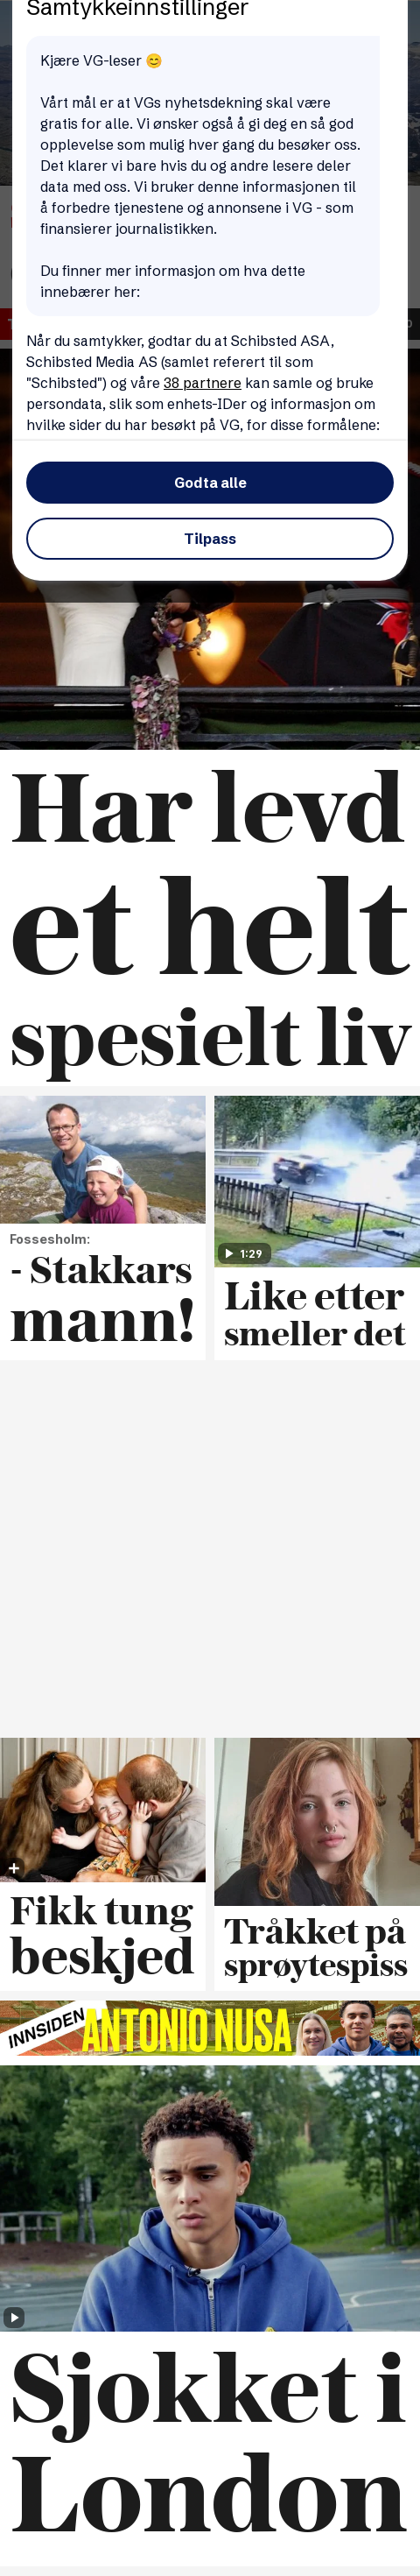 Samtykkeinnstillinger
Kjære VG-leser 😊
Vårt mål er at VGs nyhetsdekning skal være
gratis for alle. Vi ønsker også å gi deg en så god
opplevelse som mulig hver gang du besøker oss.
Det klarer vi bare hvis du og andre lesere deler
data med oss. Vi bruker denne informasjonen til
å forbedre tjenestene og annonsene i VG - som
finansierer journalistikken.
Du finner mer informasjon om hva dette
innebærer her:
Når du samtykker, godtar du at Schibsted ASA,
Schibsted Media AS (samlet referert til som
"Schibsted") og våre 38 partnere kan samle og bruke
persondata, slik som enhets-IDer og informasjon om
hvilke sider du har besøkt på VG, for disse formålene:
Godta alle
Tilpass
Har levd
et helt
spesielt liv
Fossesholm:
- Stakkars
mann!
1:29
Like etter
smeller det
Fikk tung
beskjed
Tråkket på
sprøytespiss
INNSIDEN
ANTONIO NUSA
Sjokket i
London